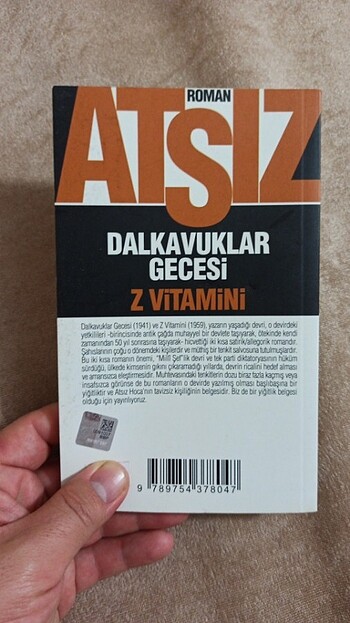 ROMAN
ATSIZ
DALKAVUKLAR
GECESİ
Z VİTAMİNİ
Dalkavuklar Gecesi (1941) ve Z Vitamini (1959), yazarın yaşadığı devri, o devirdeki
yetkilileri -birincisinde antik çağda muhayyel bir devlete taşıyarak, ötekinde kendi
zamanından 50 yıl sonrasına taşıyarak- hicvettiği iki kısa satirik/allegorik romandır.
Şahıslarının çoğu o dönemdeki kişilerdir ve müthiş bir tenkit salvosuna tutulmuşlardır.
Bu iki kısa romanın önemi, "Millî Şef"lik devri ve tek parti diktatoryasının hüküm
sürdüğü, ülkede kimsenin gıkını çıkaramadığı yıllarda, devrin ricalini hedef alması
ve amansızca eleştirmesidir. Muhtevasındaki tenkitlerin dozu biraz fazla kaçmış veya
insafsızca görünse de bu romanların o devirde yazılmış olması başlıbaşına bir
yiğitliktir ve Atsız Hoca'nın tavizsiz kişiliğinin belgesidir. Biz de bir yiğitlik belgesi
olduğu için yayınlıyoruz.
9 789754 378047